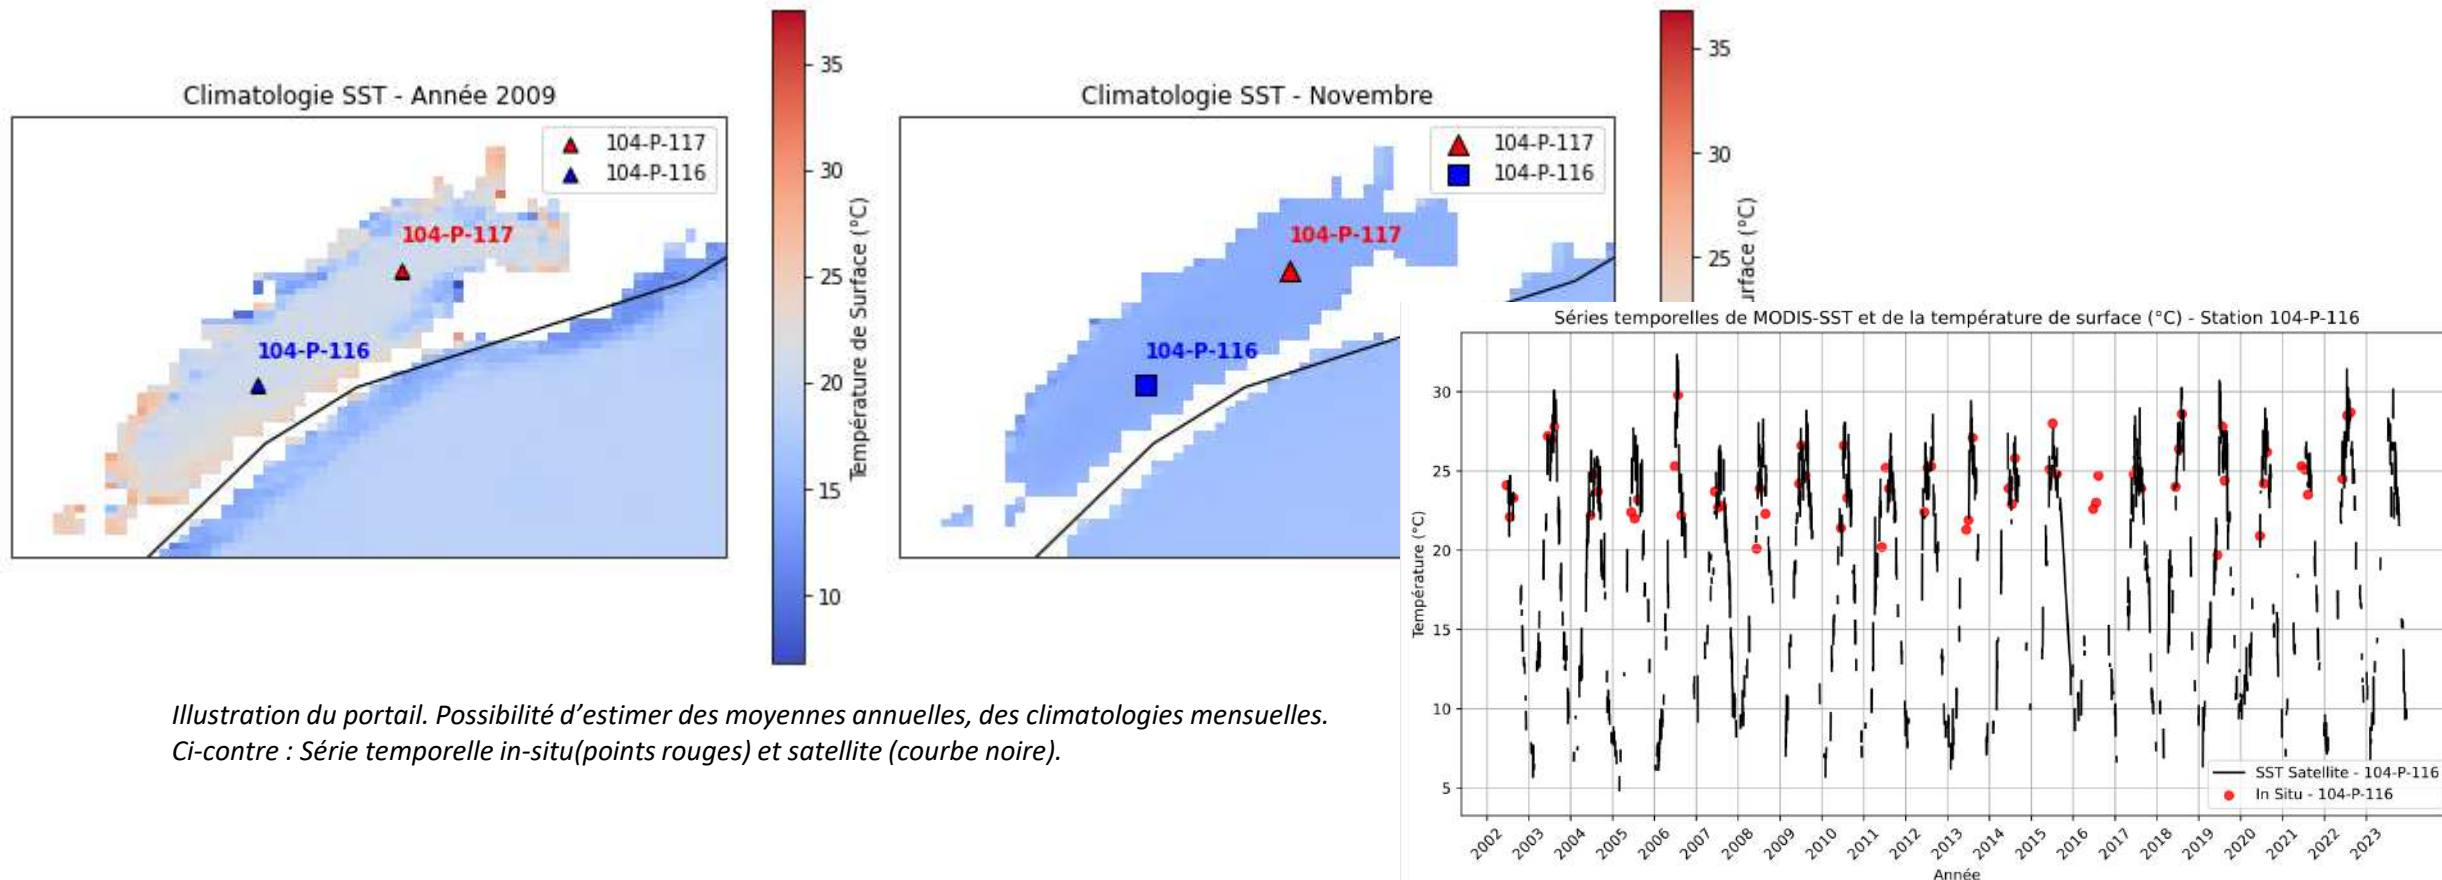 Climatologie SST - Année 2009
104-P-117
104-P-116
104-P-117
104-P-116
35
30
25
20
15
10
Température de Surface (°C)
Climatologie SST - Novembre
104-P-117
104-P-116
104-P-117
104-P-116
35
30
25
urface (°C)
Séries temporelles de MODIS-SST et de la température de surface (°C) - Station 104-P-116
30
25
20
15
10
5
Température (°C)
SST Satellite - 104-P-116
In Situ - 104-P-116
2002
2003
2004
2005
2006
2007
2008
2009
2010
2011
2012
2013
2014
2015
2016
2017
2018
2019
2020
2021
2022
2023
Année
Illustration du portail. Possibilité d’estimer des moyennes annuelles, des climatologies mensuelles.
Ci-contre : Série temporelle in-situ(points rouges) et satellite (courbe noire).